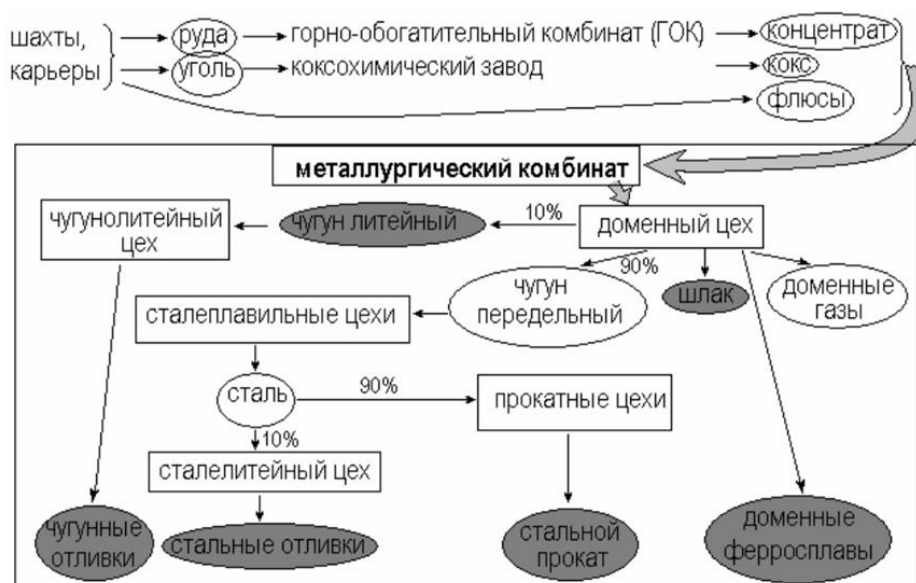 шахты,
карьеры
руда
горно-обогатительный комбинат (ГОК)
концентрат
уголь
коксохимический завод
кокс
флюсы
металлургический комбинат
чугунолитейный
цех
чугун литейный
10%
доменный цех
90%
чугун
передельный
шлак
доменные
газы
сталеплавильные цехи
сталь
90%
прокатные цехи
10%
сталелитейный цех
чугунные
отливки
стальные отливки
стальной
прокат
доменные
ферросплавы